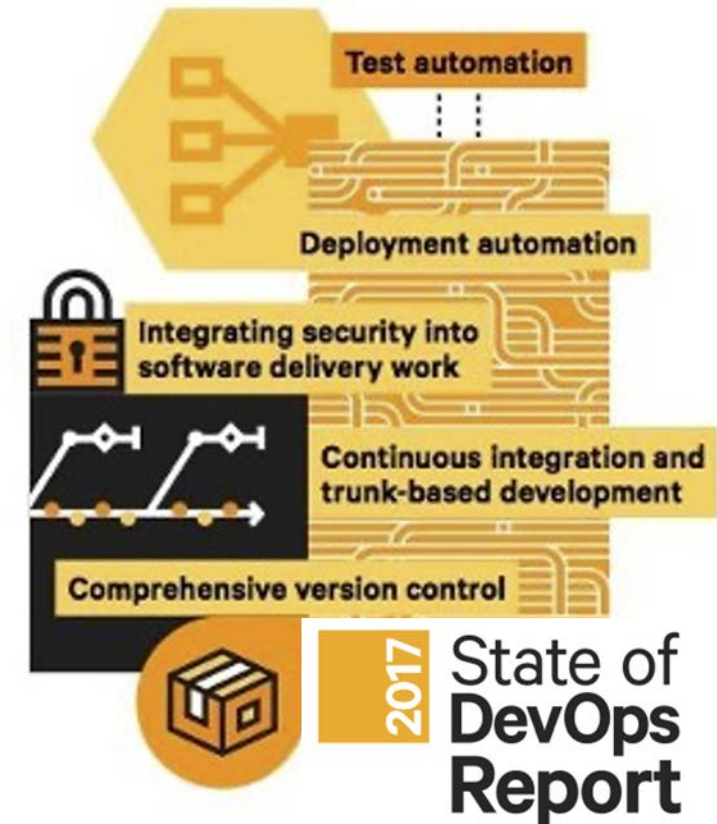 Test automation
Deployment automation
Integrating security into
software delivery work
Continuous integration and
trunk-based development
Comprehensive version control
2017
State of
DevOps
Report